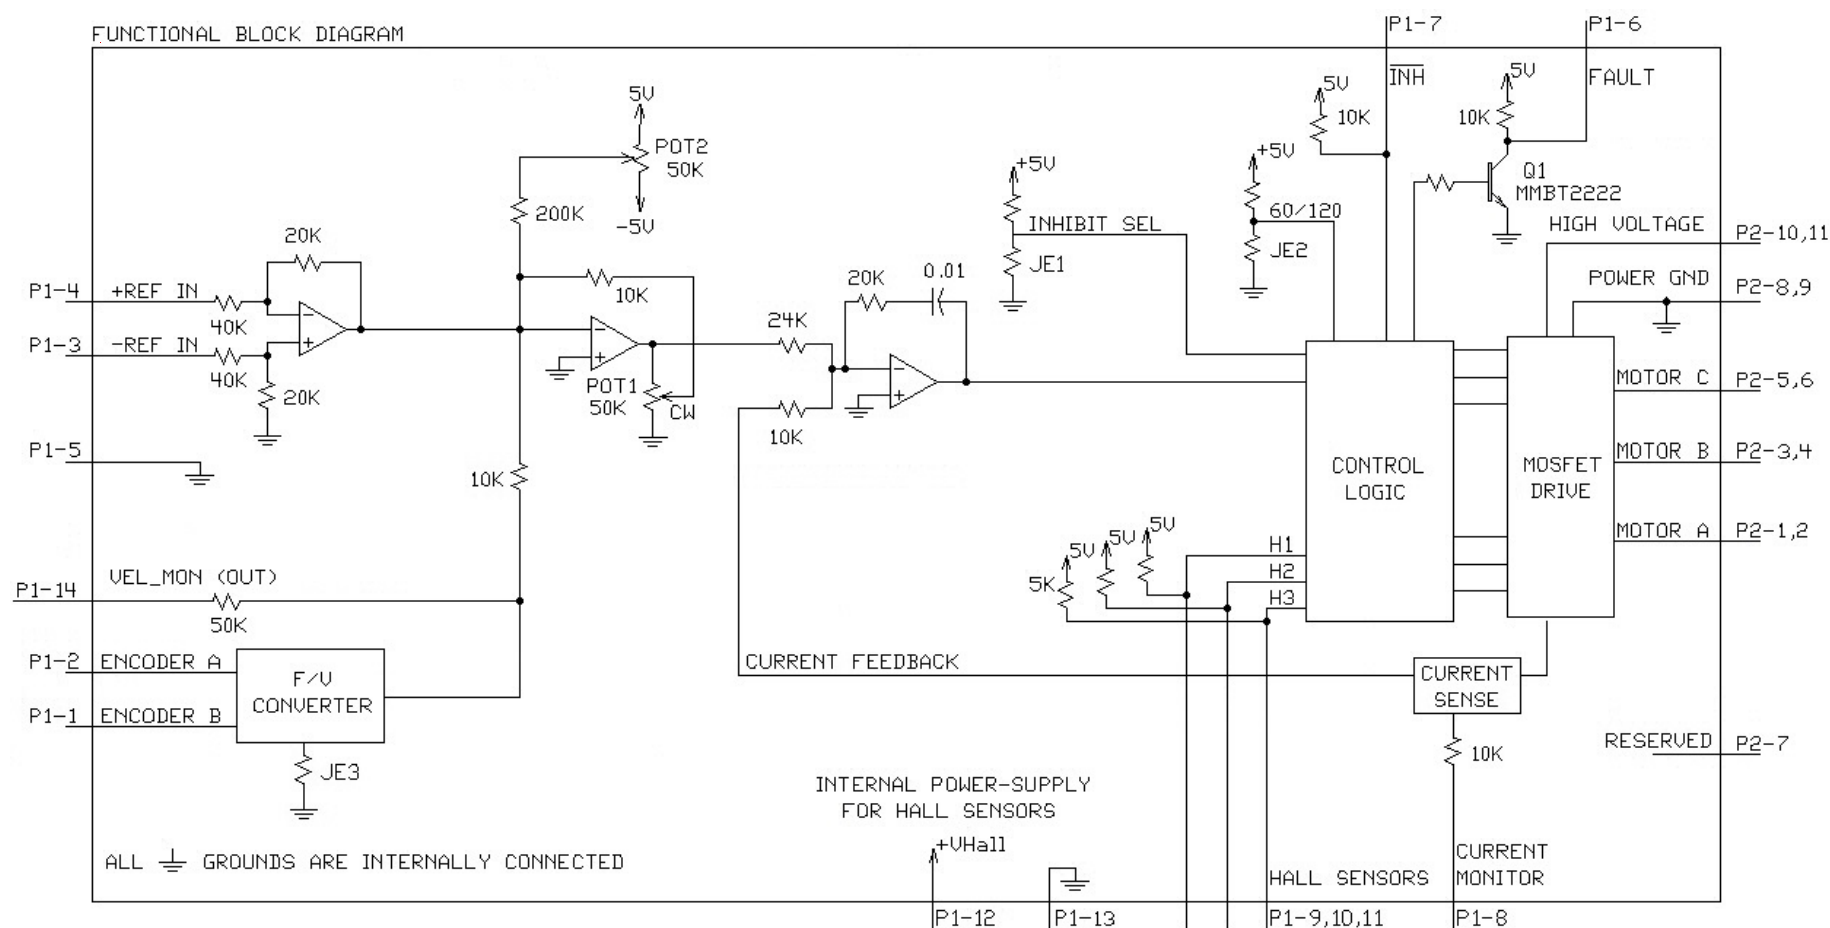 FUNCTIONAL BLOCK DIAGRAM
P1-7
P1-6
INH
FAULT
5V
10K
5V
10K
Q1
MMBT2222
5V
POT2
50K
-5V
200K
+5V
INHIBIT SEL
JE1
+5V
60/120
JE2
HIGH VOLTAGE
P2-10,11
POWER GND
P2-8,9
20K
P1-4
+REF IN
40K
P1-3
-REF IN
40K
20K
10K
POT1
50K
CW
24K
20K
0.01
10K
MOTOR C
P2-5,6
MOTOR B
P2-3,4
MOTOR A
P2-1,2
CONTROL
LOGIC
MOSFET
DRIVE
P1-5
10K
5V
5V
5V
5K
H1
H2
H3
P1-14
VEL_MON (OUT)
50K
P1-2
ENCODER A
P1-1
ENCODER B
F/V
CONVERTER
JE3
CURRENT FEEDBACK
CURRENT
SENSE
10K
RESERVED
P2-7
INTERNAL POWER-SUPPLY
FOR HALL SENSORS
+VHall
ALL GROUNDS ARE INTERNALLY CONNECTED
HALL SENSORS
CURRENT
MONITOR
P1-12
P1-13
P1-9,10,11
P1-8